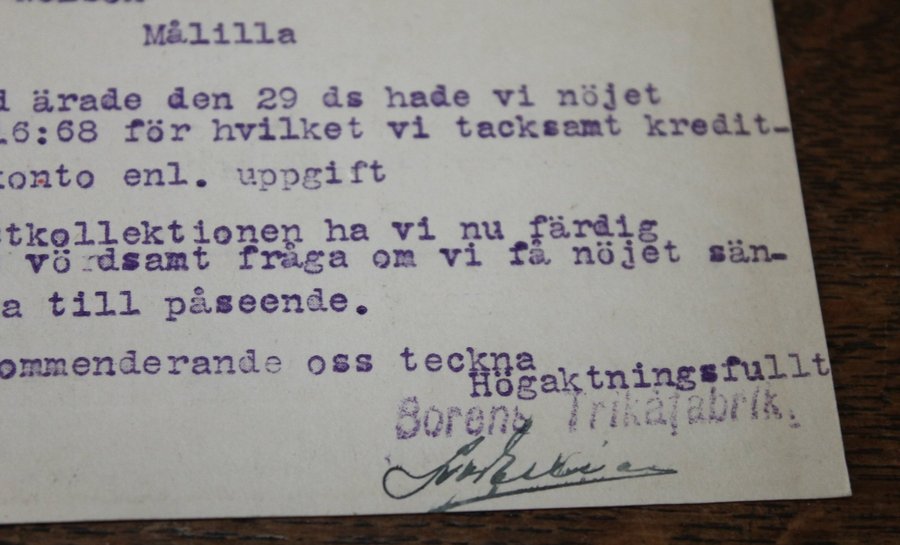 Målilla
ärade den 29 ds hade vi nöjet
16:68 för hvilket vi tacksamt kredit-
konto enl. uppgift
tkollektionen ha vi nu färdig
vördsamt fråga om vi få nöjet sän-
a till påseende.
ommenderande oss teckna
Högaktningsfullt
Borens Trikåfabrik.